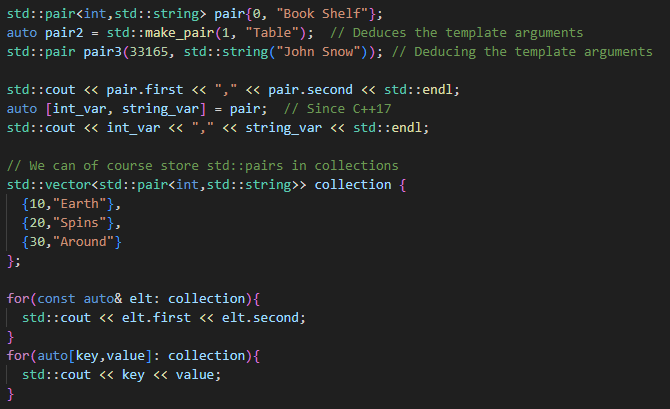 std::pair<int,std::string> pair{0, "Book Shelf"};
auto pair2 = std::make_pair(1, "Table");  // Deduces the template arguments
std::pair pair3(33165, std::string("John Snow")); // Deducing the template arguments

std::cout << pair.first << "," << pair.second << std::endl;
auto [int_var, string_var] = pair;  // Since C++17
std::cout << int_var << "," << string_var << std::endl;

// We can of course store std::pairs in collections
std::vector<std::pair<int,std::string>> collection {
  {10,"Earth"},
  {20,"Spins"},
  {30,"Around"}
};

for(const auto& elt: collection){
  std::cout << elt.first << elt.second;
}
for(auto[key,value]: collection){
  std::cout << key << value;
}